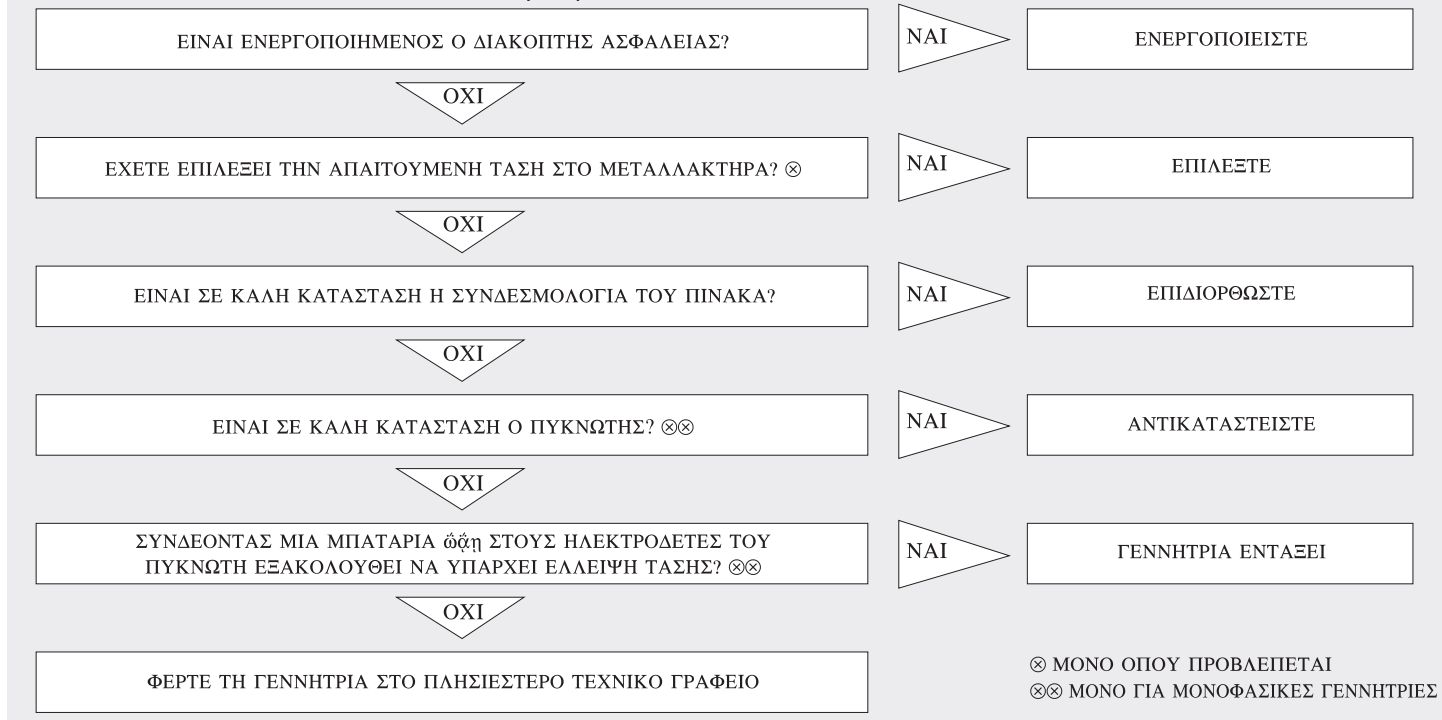 ΕΙΝΑΙ ΕΝΕΡΓΟΠΟΙΗΜΕΝΟΣ Ο ΔΙΑΚΟΠΤΗΣ ΑΣΦΑΛΕΙΑΣ?
ΝΑΙ
ΕΝΕΡΓΟΠΟΙΕΙΣΤΕ
ΟΧΙ
ΕΧΕΤΕ ΕΠΙΛΕΞΕΙ ΤΗΝ ΑΠΑΙΤΟΥΜΕΝΗ ΤΑΣΗ ΣΤΟ ΜΕΤΑΛΛΑΚΤΗΡΑ? ⊗
ΝΑΙ
ΕΠΙΛΕΞΤΕ
ΟΧΙ
ΕΙΝΑΙ ΣΕ ΚΑΛΗ ΚΑΤΑΣΤΑΣΗ Η ΣΥΝΔΕΣΜΟΛΟΓΙΑ ΤΟΥ ΠΙΝΑΚΑ?
ΝΑΙ
ΕΠΙΔΙΟΡΘΩΣΤΕ
ΟΧΙ
ΕΙΝΑΙ ΣΕ ΚΑΛΗ ΚΑΤΑΣΤΑΣΗ Ο ΠΥΚΝΩΤΗΣ? ⊗⊗
ΝΑΙ
ΑΝΤΙΚΑΤΑΣΤΕΙΣΤΕ
ΟΧΙ
ΣΥΝΔΕΟΝΤΑΣ ΜΙΑ ΜΠΑΤΑΡΙΑ ΣΤΟΥΣ ΗΛΕΚΤΡΟΔΕΤΕΣ ΤΟΥ
ΠΥΚΝΩΤΗ ΕΞΑΚΟΛΟΥΘΕΙ ΝΑ ΥΠΑΡΧΕΙ ΕΛΛΕΙΨΗ ΤΑΣΗΣ? ⊗⊗
ΝΑΙ
ΓΕΝΝΗΤΡΙΑ ΕΝΤΑΞΕΙ
ΟΧΙ
ΦΕΡΤΕ ΤΗ ΓΕΝΝΗΤΡΙΑ ΣΤΟ ΠΛΗΣΙΕΣΤΕΡΟ ΤΕΧΝΙΚΟ ΓΡΑΦΕΙΟ
⊗ ΜΟΝΟ ΟΠΟΥ ΠΡΟΒΛΕΠΕΤΑΙ
⊗⊗ ΜΟΝΟ ΓΙΑ ΜΟΝΟΦΑΣΙΚΕΣ ΓΕΝΝΗΤΡΙΕΣ